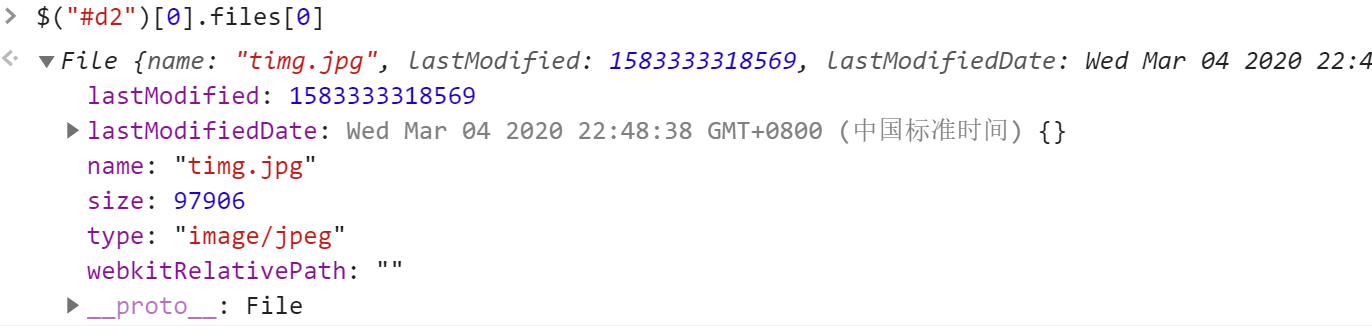 > $("#d2")[0].files[0]
File {name: "timg.jpg", lastModified: 1583333318569, lastModifiedDate: Wed Mar 04 2020 22:4
lastModified: 1583333318569
lastModifiedDate: Wed Mar 04 2020 22:48:38 GMT+0800 (中国标准时间) {}
name: "timg.jpg"
size: 97906
type: "image/jpeg"
webkitRelativePath: ""
__proto__: File